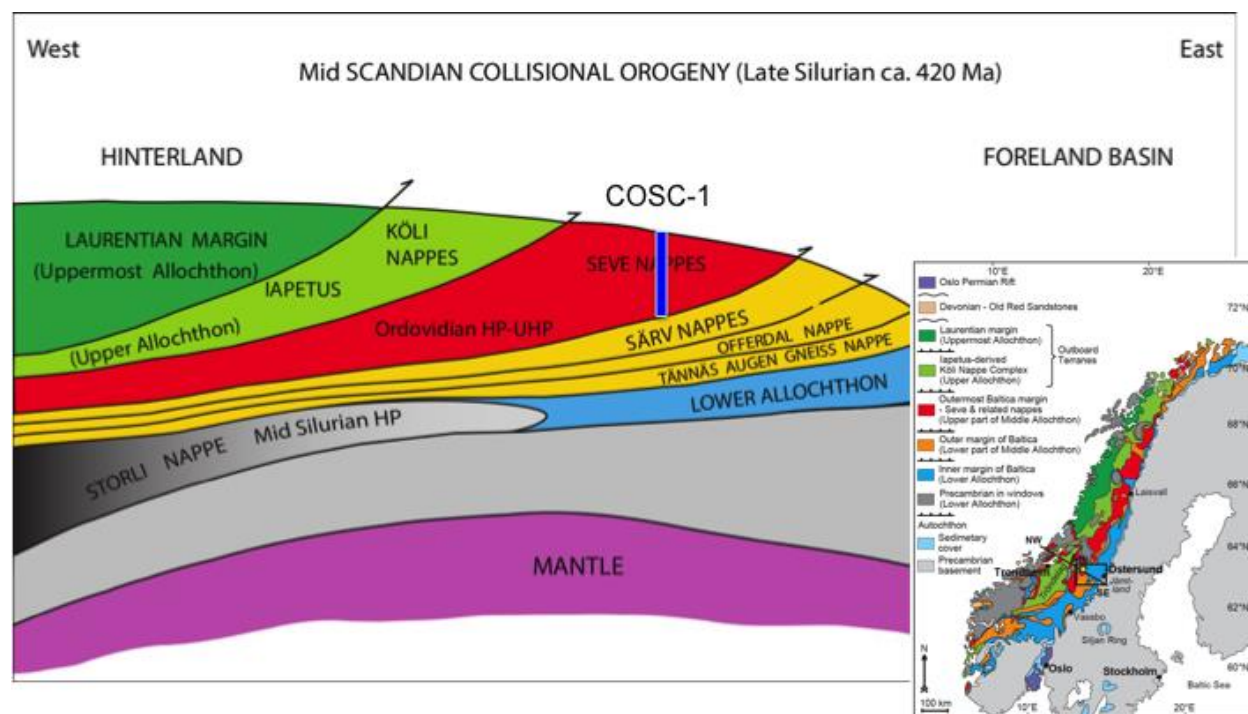 West
East
Mid SCANDIAN COLLISIONAL OROGENY (Late Silurian ca. 420 Ma)
HINTERLAND
FORELAND BASIN
COSC-1
LAURENTIAN MARGIN
(Uppermost Allochthon)
KÖLI
NAPPES
IAPETUS
(Upper Allochthon)
SEVE NAPPES
Ordovidian HP-UHP
SÄRV NAPPES
OFFERDAL NAPPE
TÄNNÄS AUGEN GNEISS NAPPE
LOWER ALLOCHTHON
STORLI NAPPE
Mid Silurian HP
MANTLE
10°E
20°E
Oslo Permian Rift
Devonian - Old Red Sandstones
Laurentian margin
(Uppermost Allochthon)
Outboard
Terranes
Iapetus-derived
Köli Nappe Complex
(Upper Allochthon)
Outermost Baltica margin
- Seve & related nappes
(Upper part of Middle Allochthon)
Outer margin of Baltica
(Lower part of Middle Allochthon)
Inner margin of Baltica
(Lower Allochthon)
Precambrian in windows
(Lower Allochthon)
Autochthon
Sedimetary
cover
Precambrian
basement
72°N
70°N
68°N
66°N
64°N
62°N
60°N
Laisvall
NW
Trondheim
Östersund
Jämt-
land
SE
Vassbo
Siljan Ring
Oslo
Stockholm
Baltic Sea
N
100 km
10°E
20°E